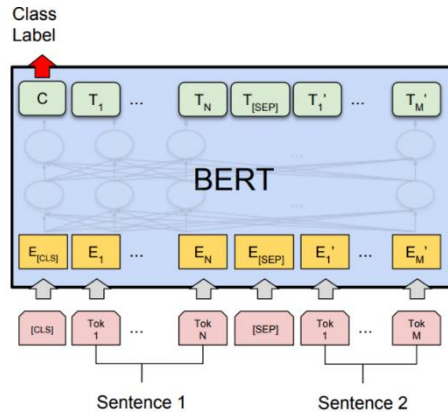 Class
Label
C T1 ... TN T[SEP] T1' ... TM'
...
...
BERT
E[CLS] E1 ... EN E[SEP] E1' ... EM'
[CLS] Tok 1 ... Tok N [SEP] Tok 1 ... Tok M
Sentence 1 Sentence 2